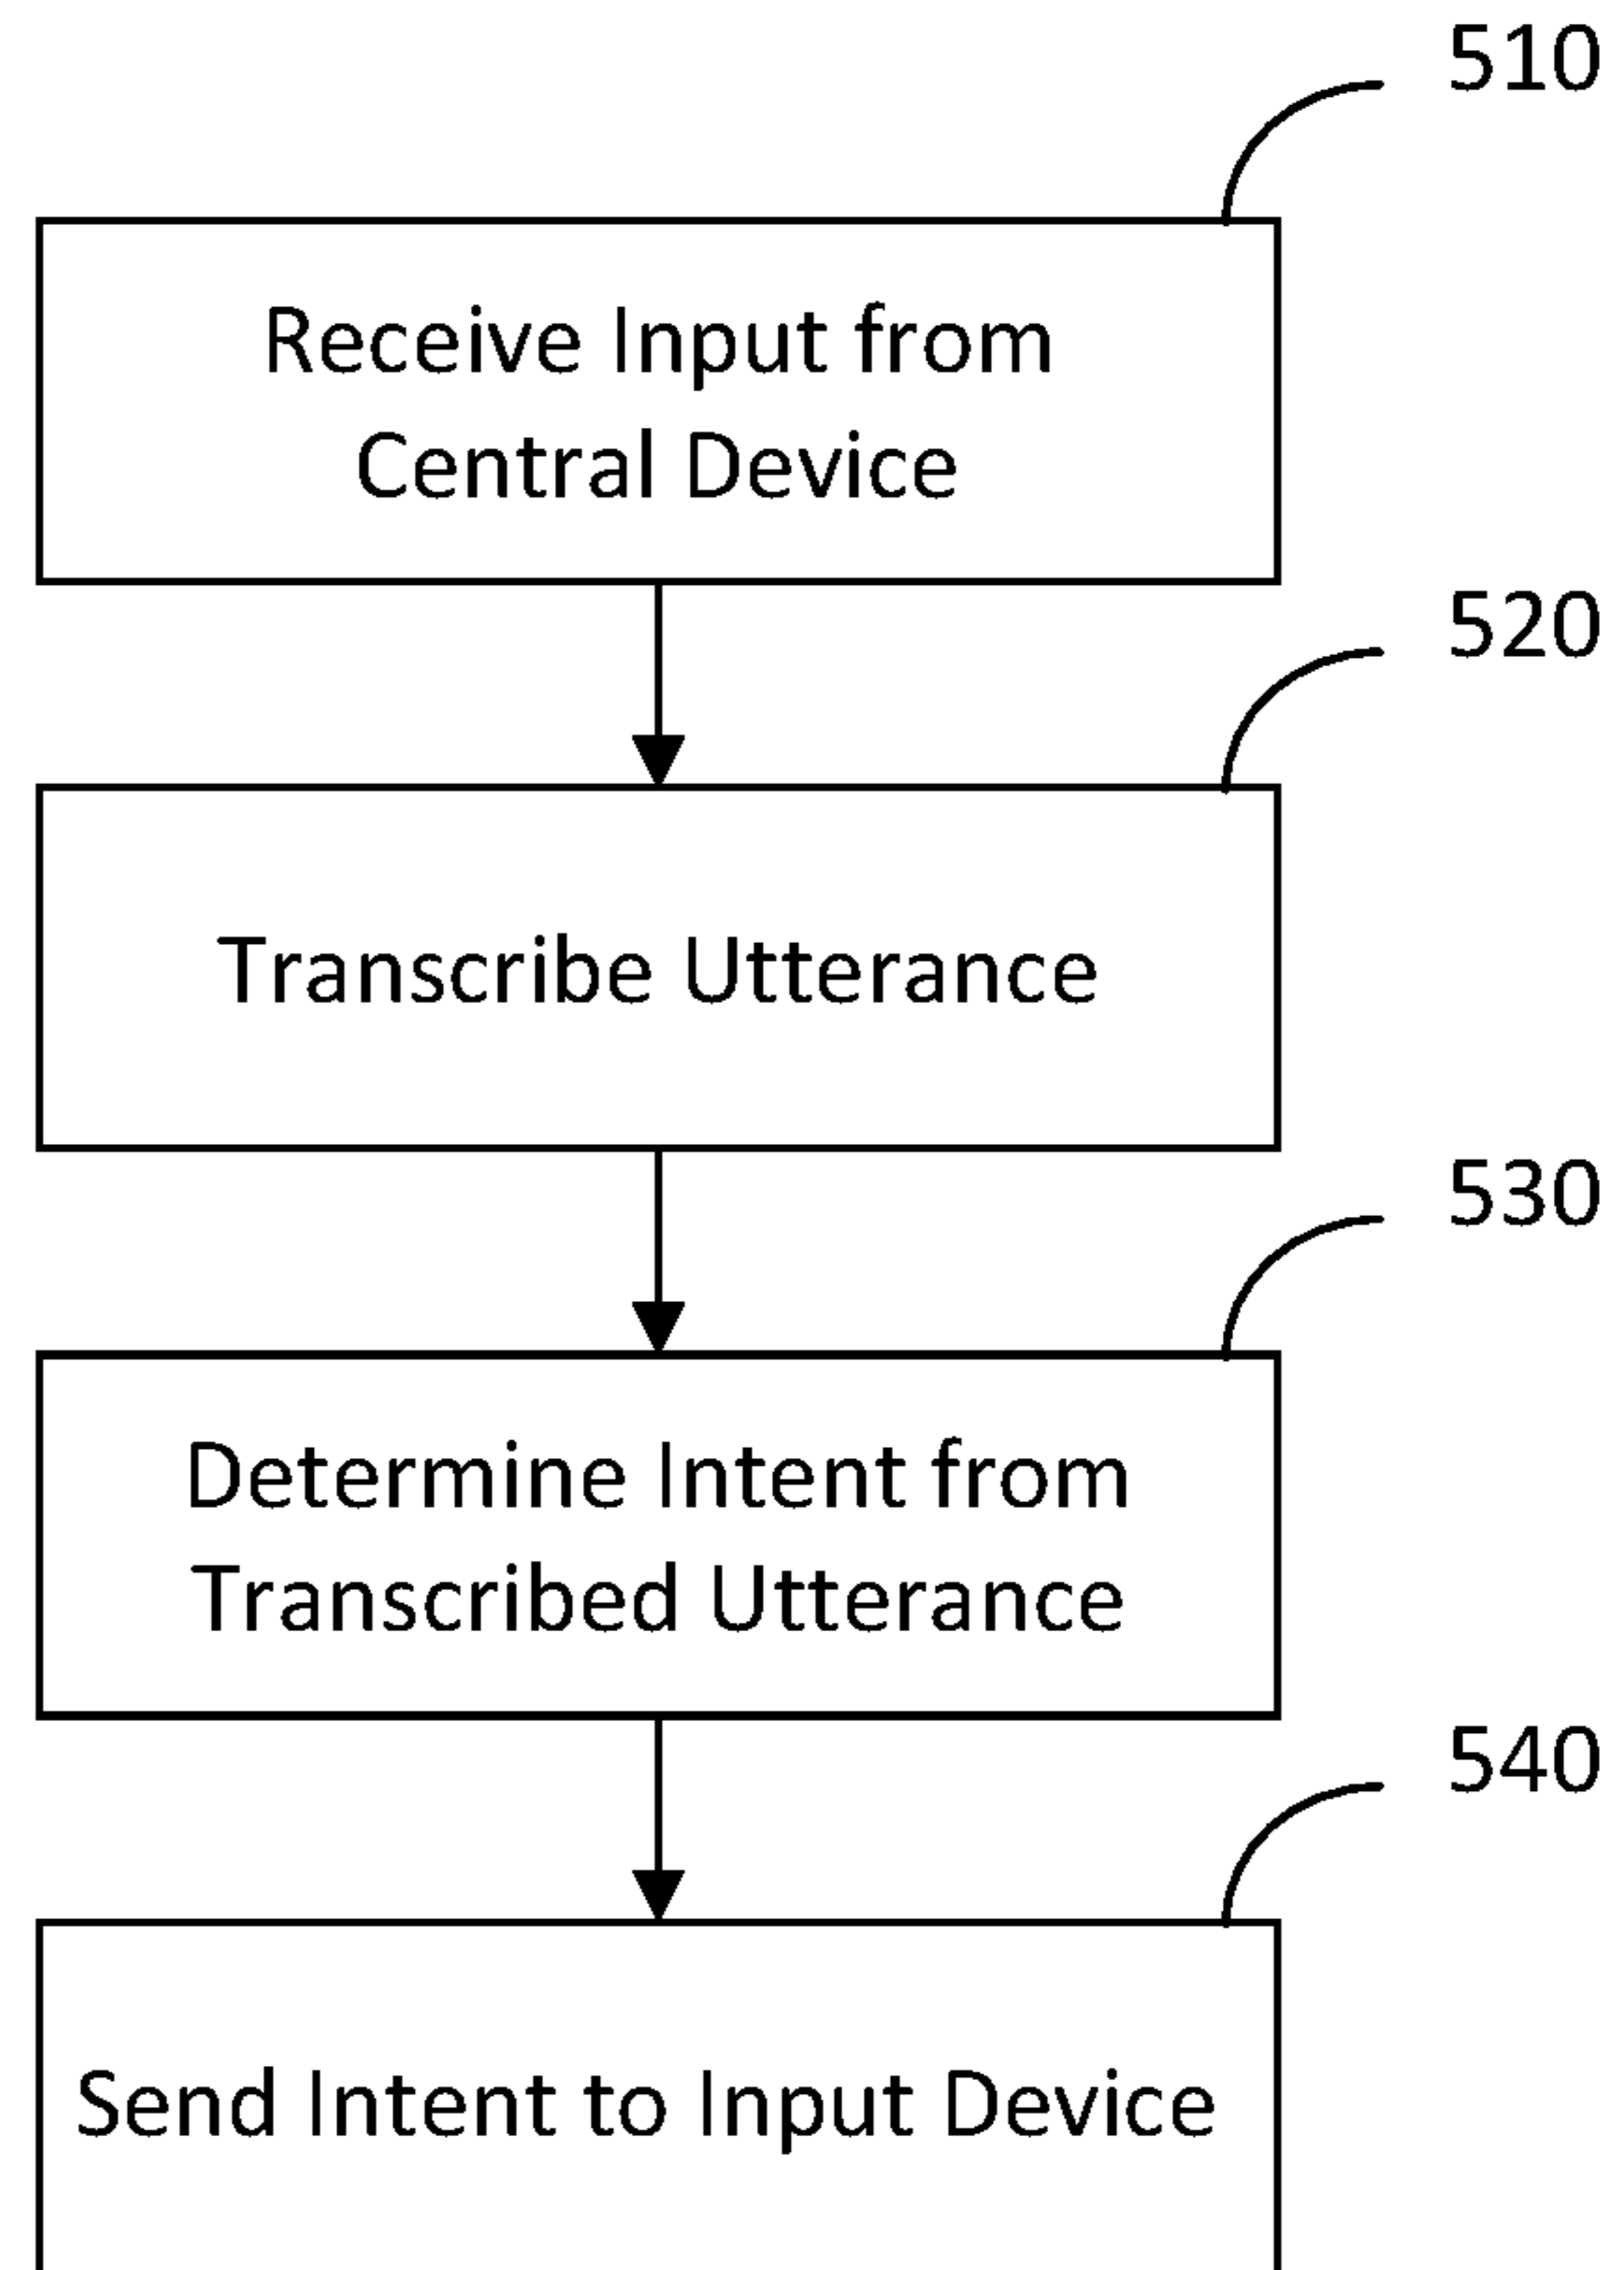 510
Receive Input from
Central Device
520
Transcribe Utterance
530
Determine Intent from
Transcribed Utterance
540
Send Intent to Input Device